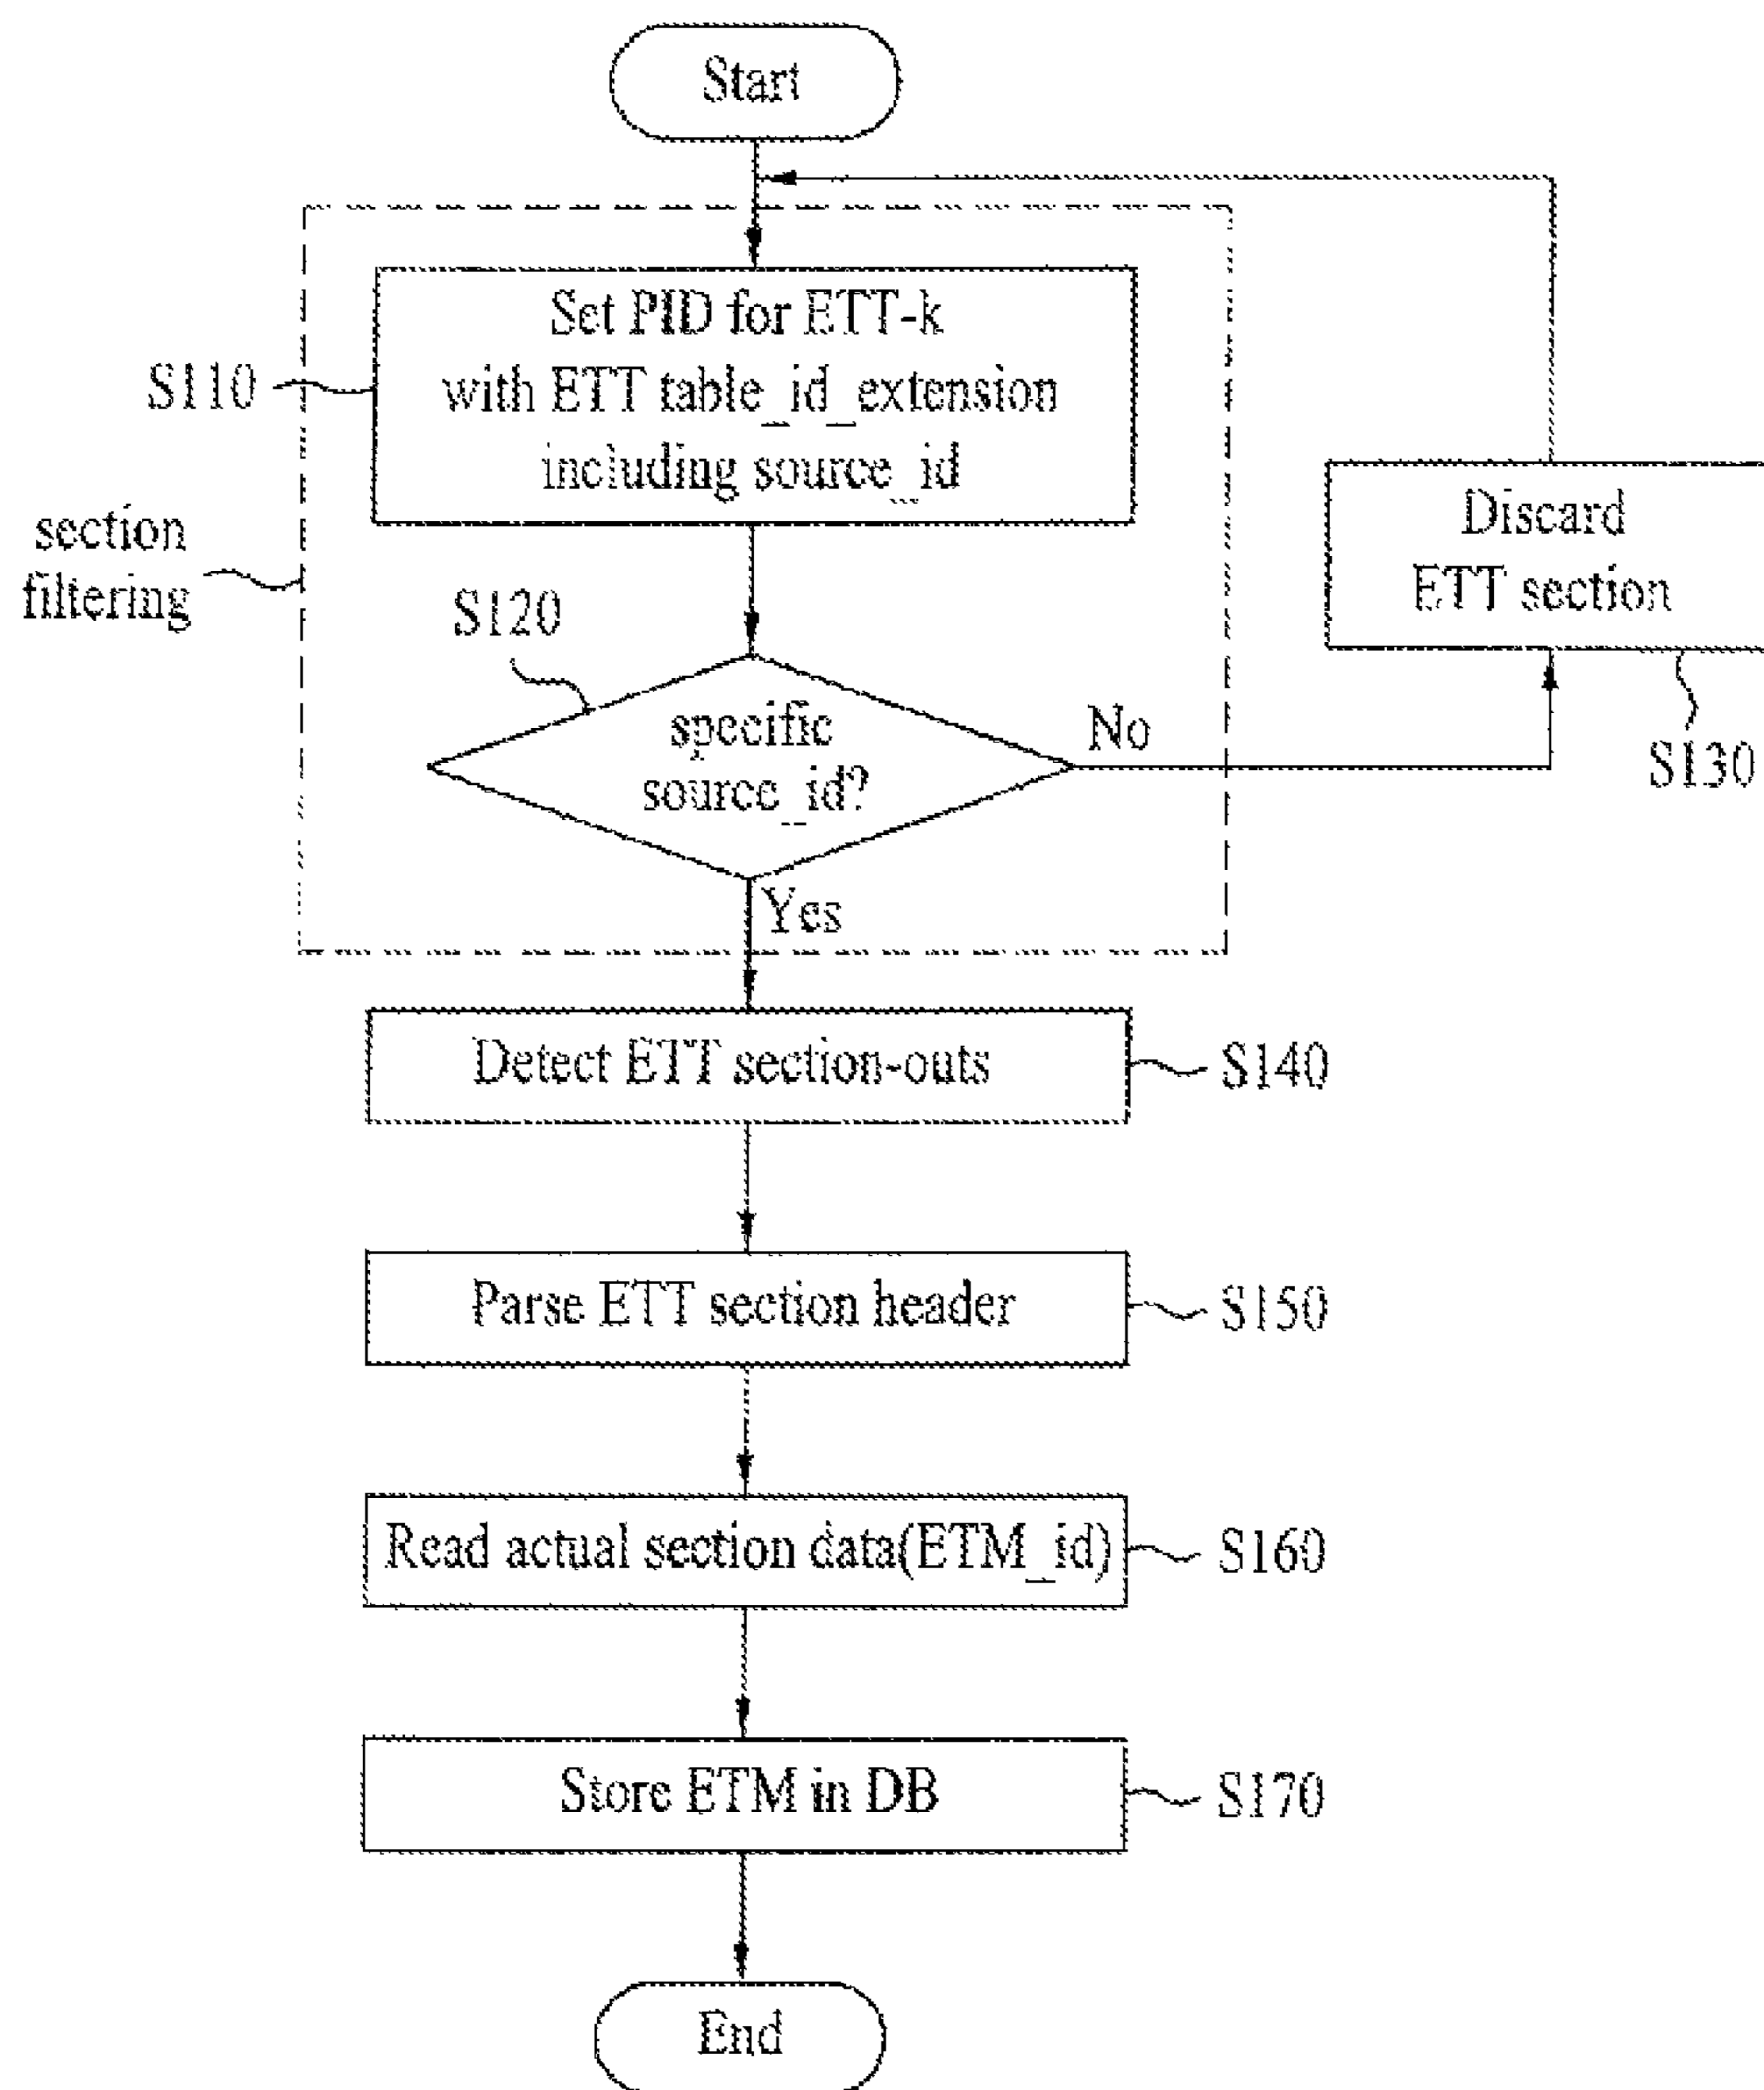 Start
Set PID for ETT-k
with ETT table_id_extension
including source_id
S110
section
filtering
Discard
ETT section
S120
specific
source_id?
No
S130
Yes
Detect ETT section-outs
S140
Parse ETT section header
S150
Read actual section data(ETM_id)
S160
Store ETM in DB
S170
End